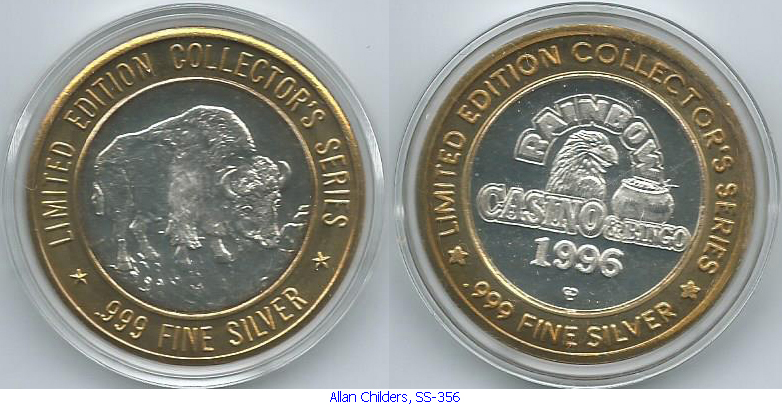 LIMITED EDITION COLLECTOR'S SERIES
.999 FINE SILVER
LIMITED EDITION COLLECTOR'S SERIES
RAINBOW
CASINO & BINGO
1996
.999 FINE SILVER
Allan Childers, SS-356